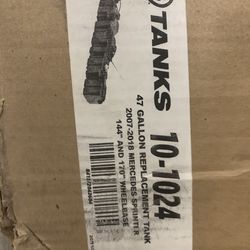 TANKS
10-1024
47 GALLON REPLACEMENT TANK
2007-2018 MERCEDES SPRINTER
144" AND 170" WHEELBASE